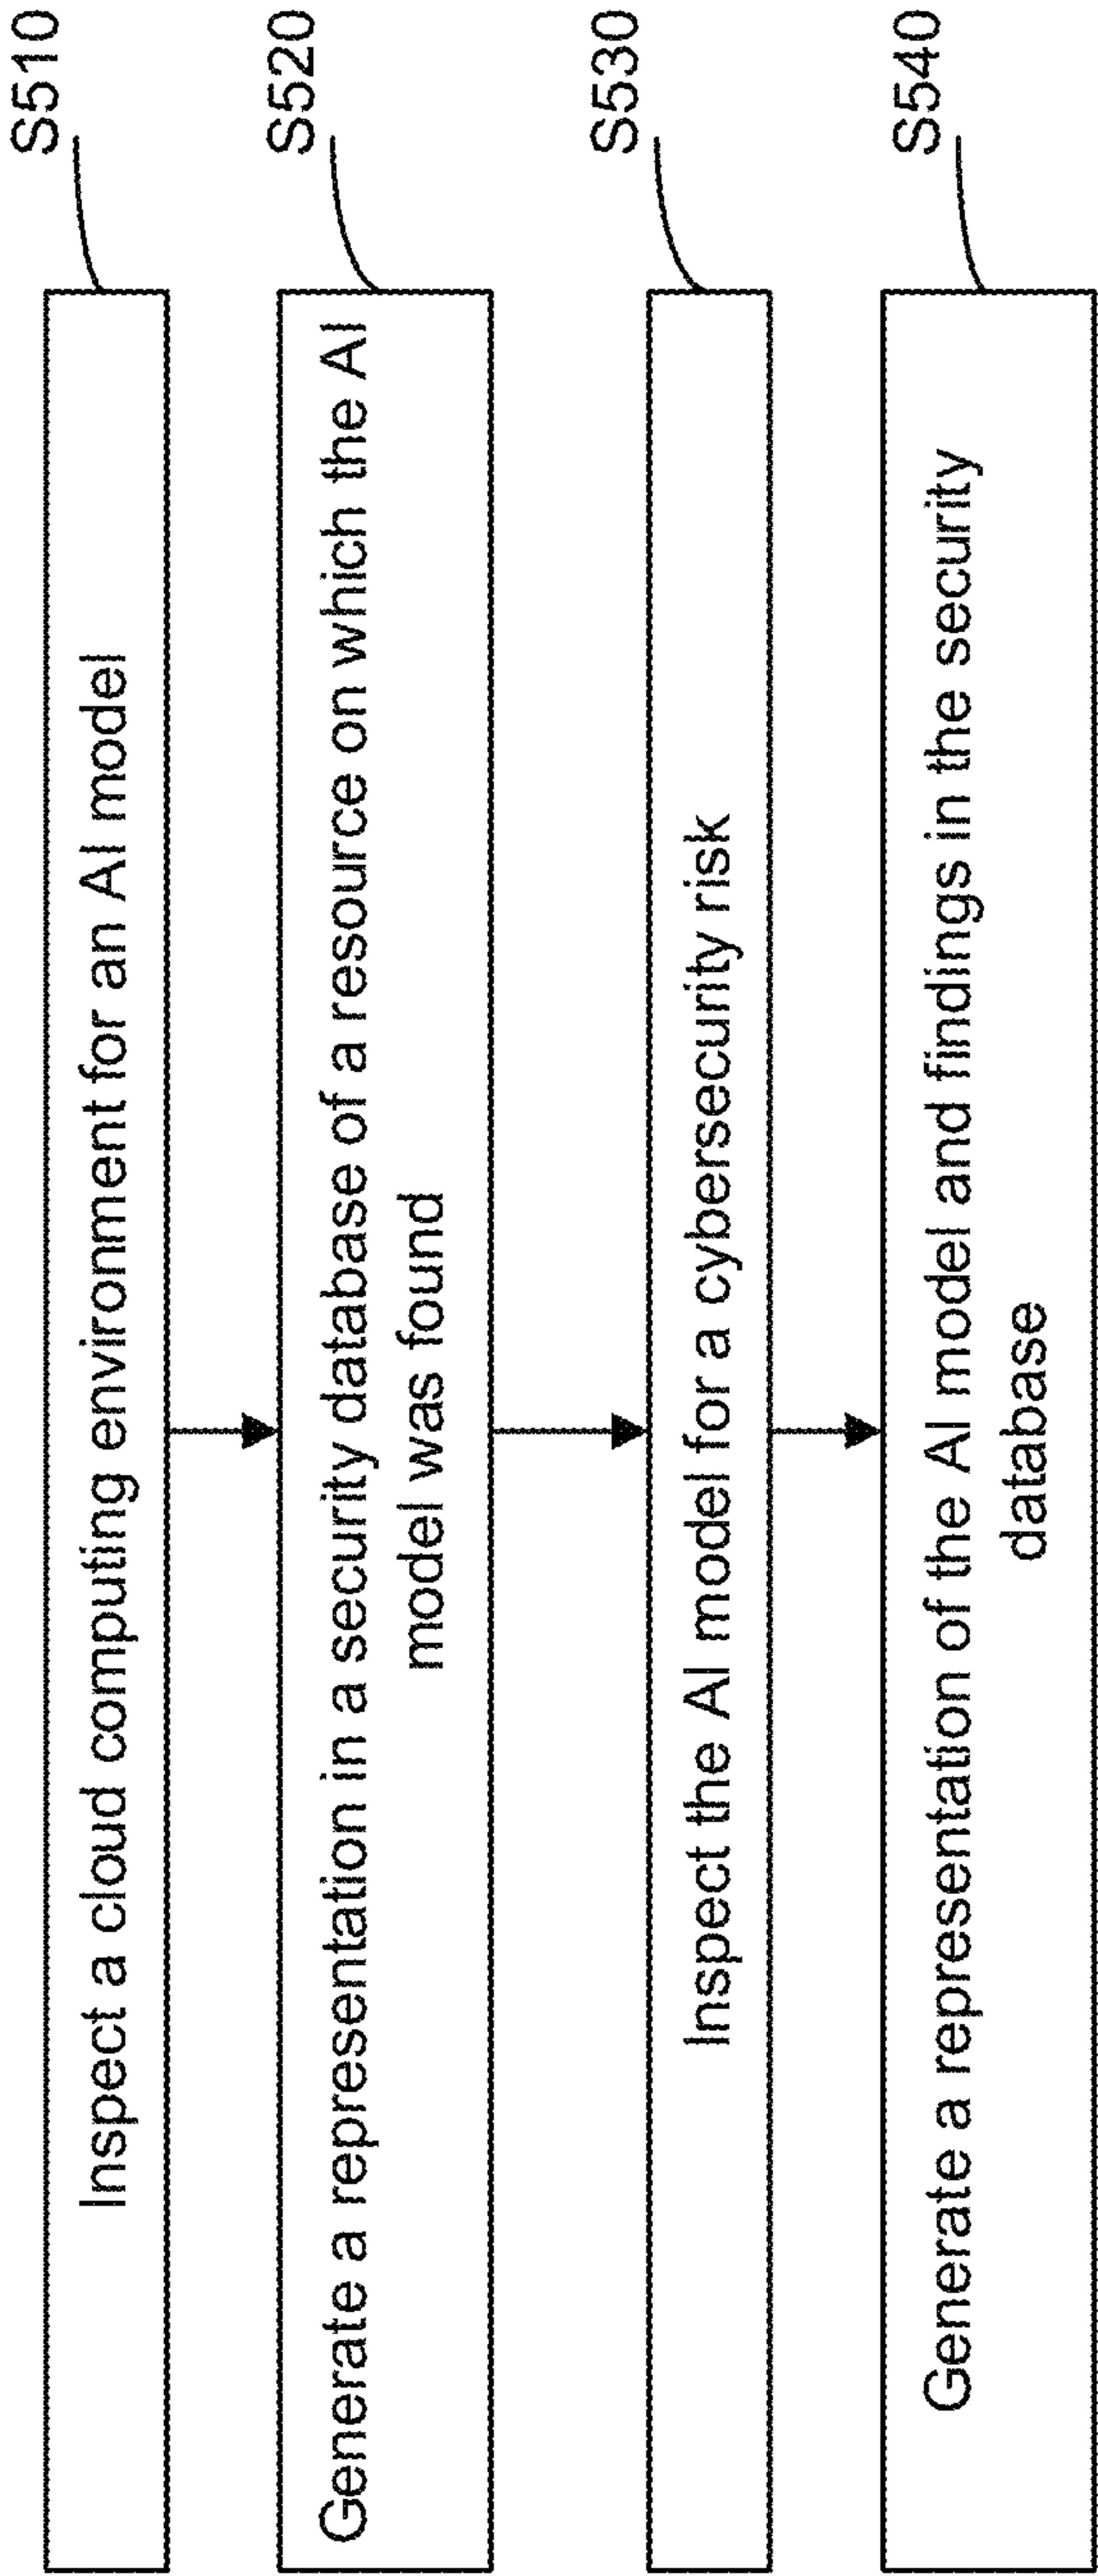 S510
Inspect a cloud computing environment for an AI model
S520
Generate a representation in a security database of a resource on which the AI
model was found
S530
Inspect the AI model for a cybersecurity risk
S540
Generate a representation of the AI model and findings in the security
database